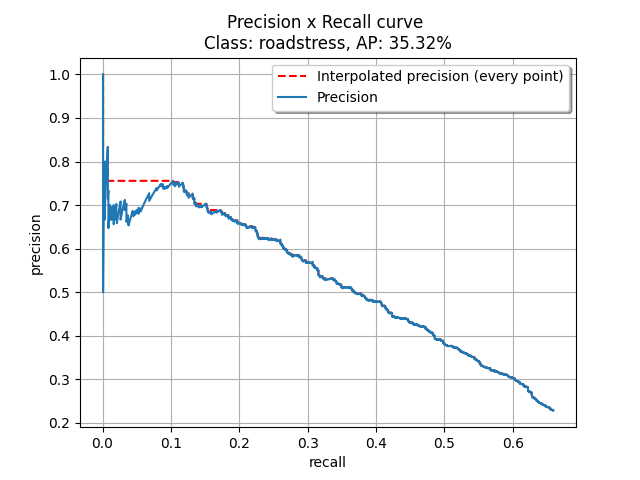 Precision x Recall curve
Class: roadstress, AP: 35.32%
Interpolated precision (every point)
Precision
1.0
0.9
0.8
0.7
0.6
0.5
0.4
0.3
0.2
precision
0.0 0.1 0.2 0.3 0.4 0.5 0.6
recall